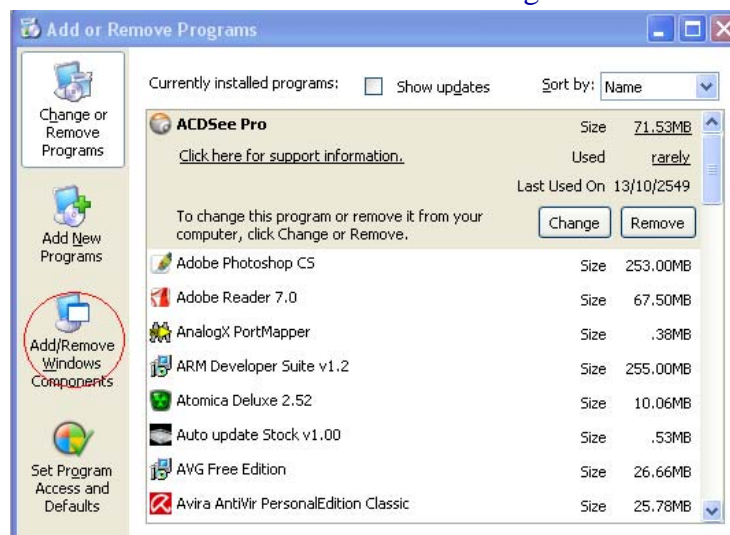 Add or Remove Programs
Change or
Remove
Programs
Add New
Programs
Add/Remove
Windows
Components
Set Program
Access and
Defaults
Currently installed programs: Show updates Sort by: Name
ACDSee Pro Size 71.53MB
Click here for support information. Used rarely
Last Used On 13/10/2549
To change this program or remove it from your
computer, click Change or Remove. Change Remove
Adobe Photoshop CS Size 253.00MB
Adobe Reader 7.0 Size 67.50MB
AnalogX PortMapper Size .38MB
ARM Developer Suite v1.2 Size 255.00MB
Atomica Deluxe 2.52 Size 10.06MB
Auto update Stock v1.00 Size .53MB
AVG Free Edition Size 26.66MB
Avira AntiVir PersonalEdition Classic Size 25.78MB